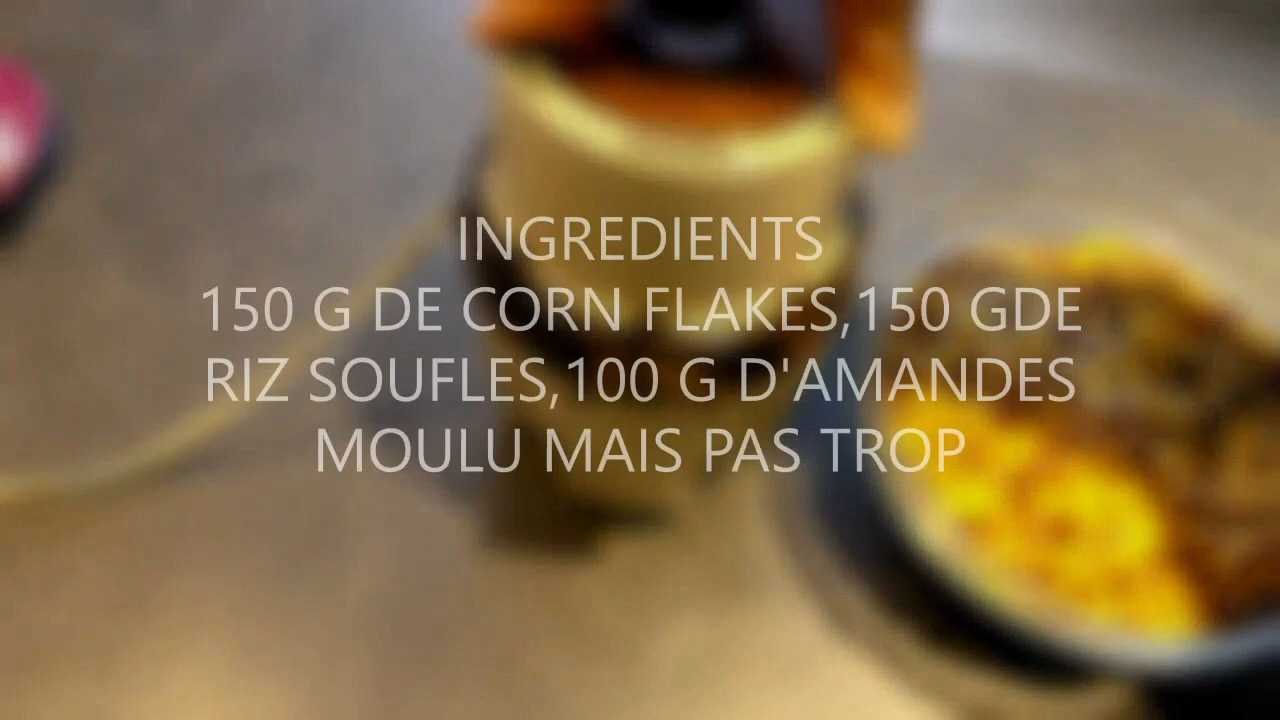 INGREDIENTS
150 G DE CORN FLAKES,150 GDE
RIZ SOUFLES,100 G D'AMANDES
MOULU MAIS PAS TROP